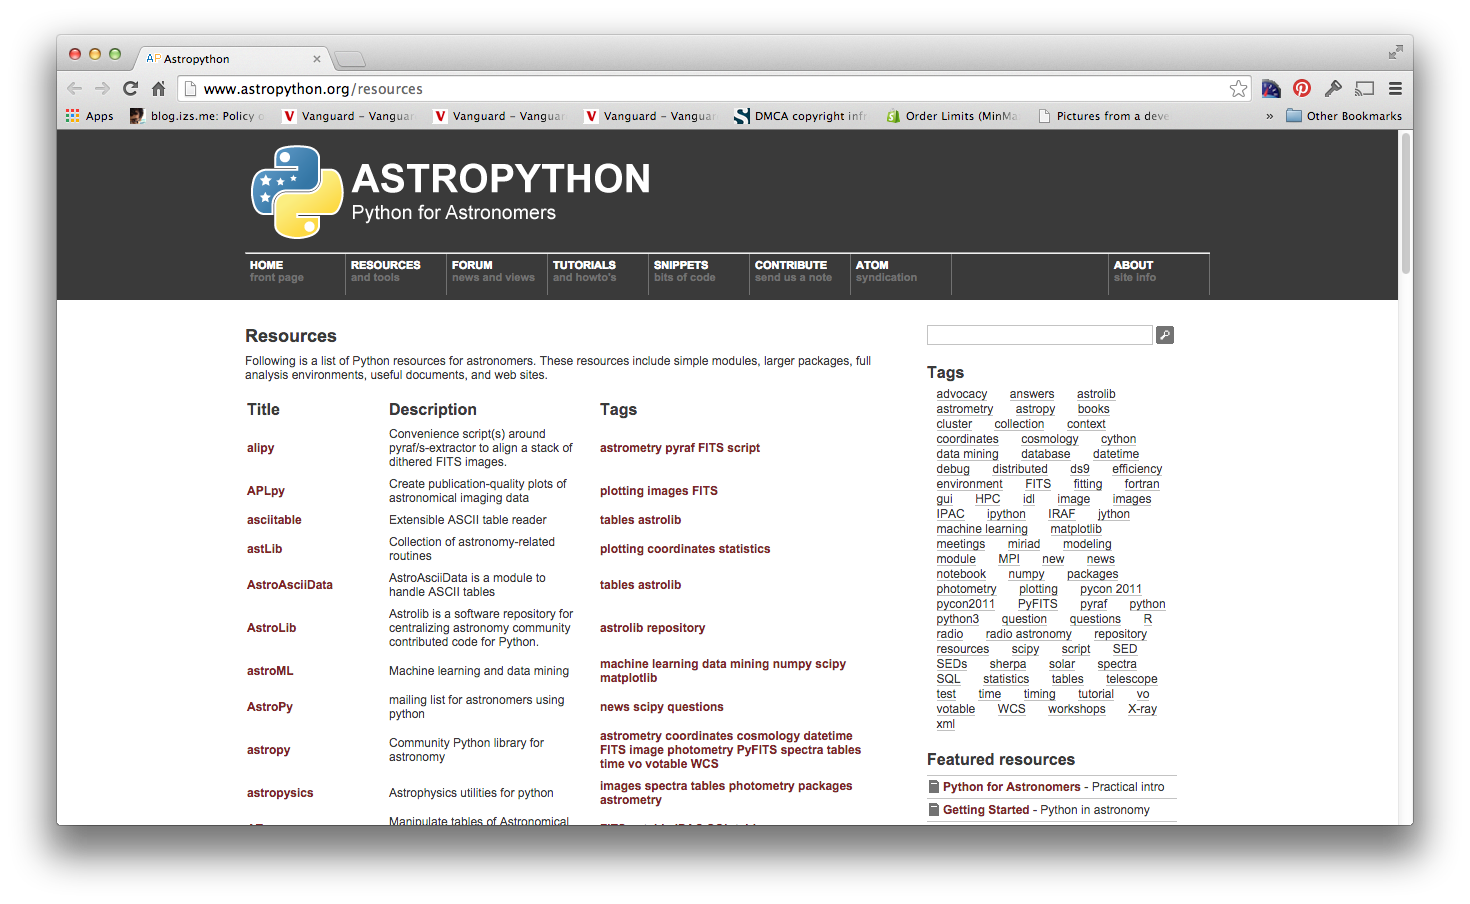 AP Astropython
www.astropython.org/resources
Apps blog.izs.me: Policy Vanguard – Vanguar Vanguard – Vanguar Vanguard – Vanguar DMCA copyright infr Order Limits (MinMa Pictures from a deve » Other Bookmarks
ASTROPYTHON
Python for Astronomers
HOME RESOURCES FORUM TUTORIALS SNIPPETS CONTRIBUTE ATOM ABOUT
front page and tools news and views and howto's bits of code send us a note syndication site info
Resources
Following is a list of Python resources for astronomers. These resources include simple modules, larger packages, full
analysis environments, useful documents, and web sites.
Title Description Tags
alipy
Convenience script(s) around
pyraf/s-extractor to align a stack of
dithered FITS images.
astrometry pyraf FITS script
APLpy
Create publication-quality plots of
astronomical imaging data
plotting images FITS
asciitable
Extensible ASCII table reader
tables astrolib
astLib
Collection of astronomy-related
routines
plotting coordinates statistics
AstroAsciiData
AstroAsciiData is a module to
handle ASCII tables
tables astrolib
AstroLib
Astrolib is a software repository for
centralizing astronomy community
contributed code for Python.
astrolib repository
astroML
Machine learning and data mining
machine learning data mining numpy scipy
matplotlib
AstroPy
mailing list for astronomers using
python
news scipy questions
astropy
Community Python library for
astronomy
astrometry coordinates cosmology datetime
FITS image photometry PyFITS spectra tables
time vo votable WCS
astropysics
Astrophysics utilities for python
images spectra tables photometry packages
astrometry
Manipulate tables of Astronomical
Tags
advocacy answers astrolib
astrometry astropy books
cluster collection context
coordinates cosmology cython
data mining database datetime
debug distributed ds9 efficiency
environment FITS fitting fortran
gui HPC idl image images
IPAC ipython IRAF jython
machine learning matplotlib
meetings miriad modeling
module MPI new news
notebook numpy packages
photometry plotting pycon 2011
pycon2011 PyFITS pyraf python
python3 question questions R
radio radio astronomy repository
resources scipy script SED
SEDs sherpa solar spectra
SQL statistics tables telescope
test time timing tutorial vo
votable WCS workshops X-ray
xml
Featured resources
Python for Astronomers - Practical intro
Getting Started - Python in astronomy